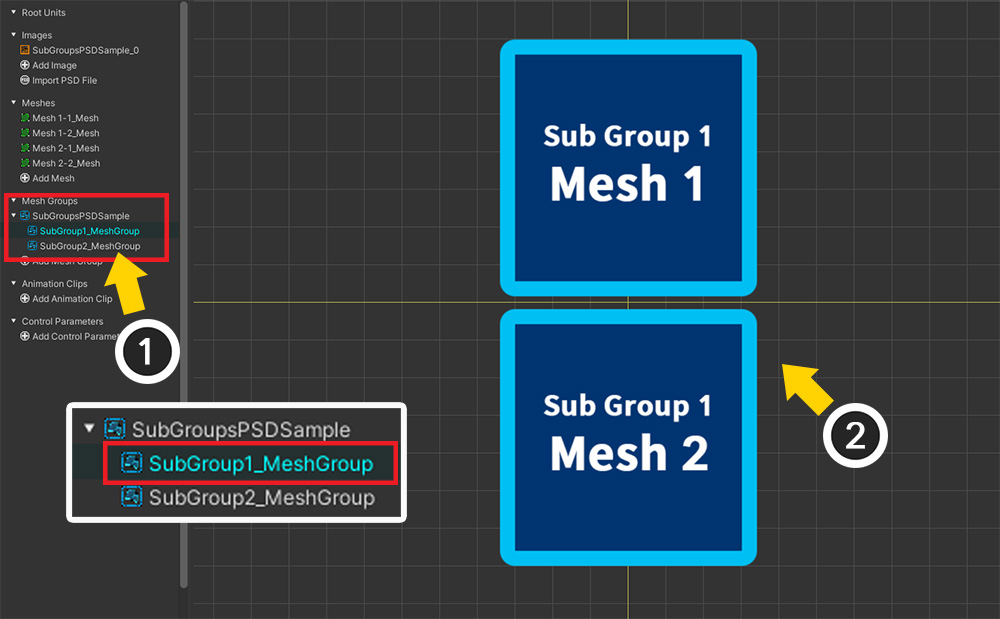 Root Units
Images
SubGroupsPSDSample_0
Add Image
Import PSD File
Meshes
Mesh 1-1_Mesh
Mesh 1-2_Mesh
Mesh 2-1_Mesh
Mesh 2-2_Mesh
Add Mesh
Mesh Groups
SubGroupsPSDSample
SubGroup1_MeshGroup
SubGroup2_MeshGroup
Add Mesh Group
Animation Clips
Add Animation Clip
Control Parameters
Add Control Paramet
1
SubGroupsPSDSample
SubGroup1_MeshGroup
SubGroup2_MeshGroup
Sub Group 1
Mesh 1
Sub Group 1
Mesh 2
2